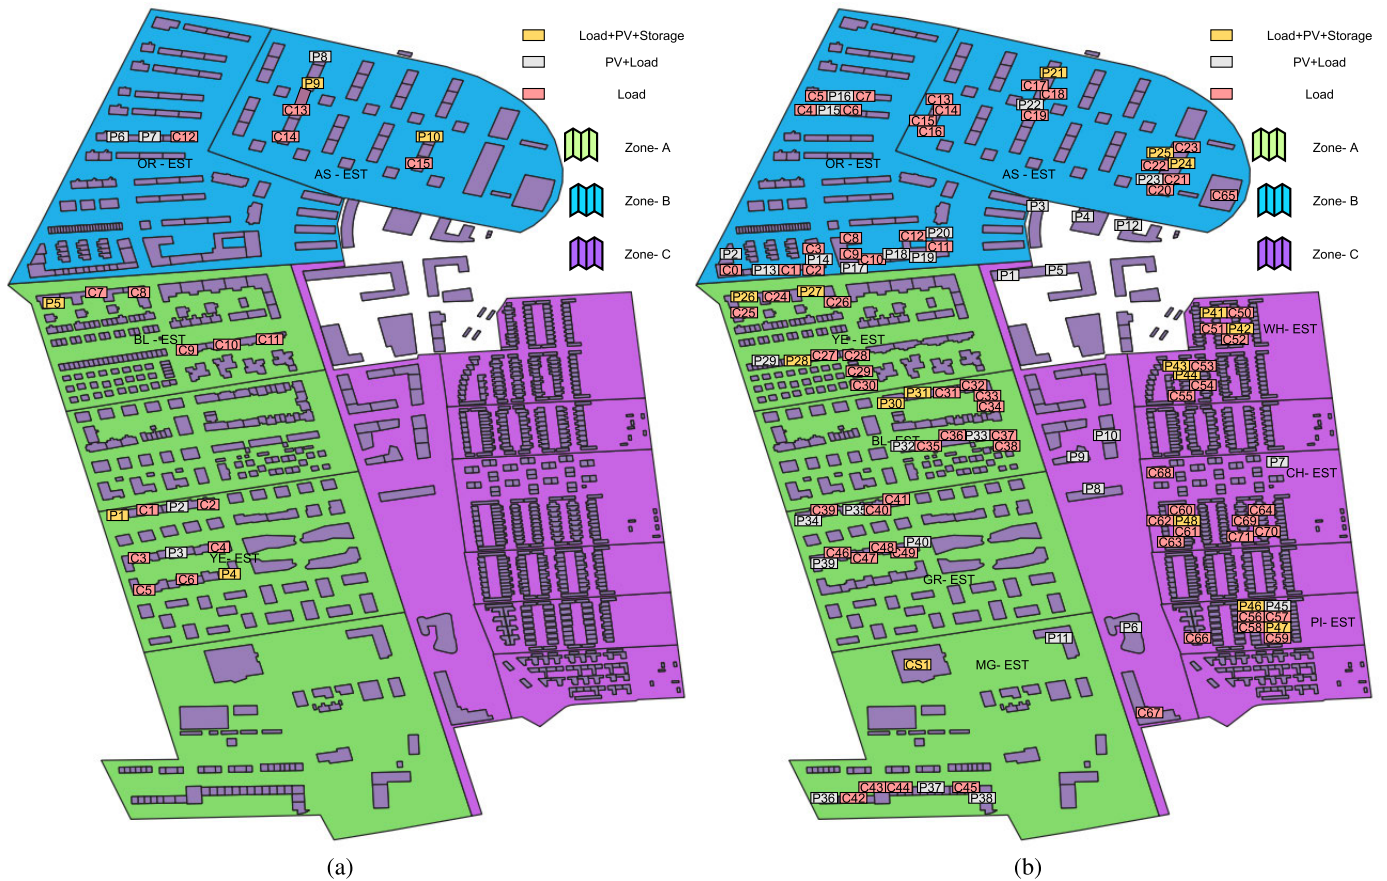 Load+PV+Storage
PV+Load
Load
Zone- A
Zone- B
Zone- C
P8
P9
C13
C14
P10
C15
P6 P7 C12
OR - EST
AS - EST
P5 C7 C8
BL - EST
C9 C10 C11
P1 C1 P2 C2
C3 P3 C4
YE- EST
C5 C6 P4
(a)
Load+PV+Storage
PV+Load
Load
Zone- A
Zone- B
Zone- C
P21
C17
C18
P22
C19
C5 P16 C7
C4 P15 C6
C13
C14
C15
C16
OR - EST
AS - EST
P25 C23
C22 P24
P23 C21
C20
C65
P3
P4
P12
P2
C0 P13 C1 C2
C3
P14
C8
C9
C10
P17
P18
P19
C12 P20
C11
P1
P5
P26 C24 P27
C25
C26
YE - EST
P29 P28 C27 C28
C29
C30
P30
P31 C31 C32
C33
C34
BL - EST
C36 P33 C37
P32 C35
C38
P10
P9
P8
P41 C50
C51 P42
C52
WH- EST
P43 C53
P44
C54
C55
P7
C68
CH- EST
C60
C62 P48
C61
C63
C64
C69
C70
C71
C39 P35 C40
C41
P34
C46 C48 P40
C47 C49
P39
GR- EST
P46 P45
C56 C57
C58 P47
C59
C66
PI- EST
P6
P11
CS1
MG- EST
C67
C43 C44 P37 C45
P36 C42
P38
(b)